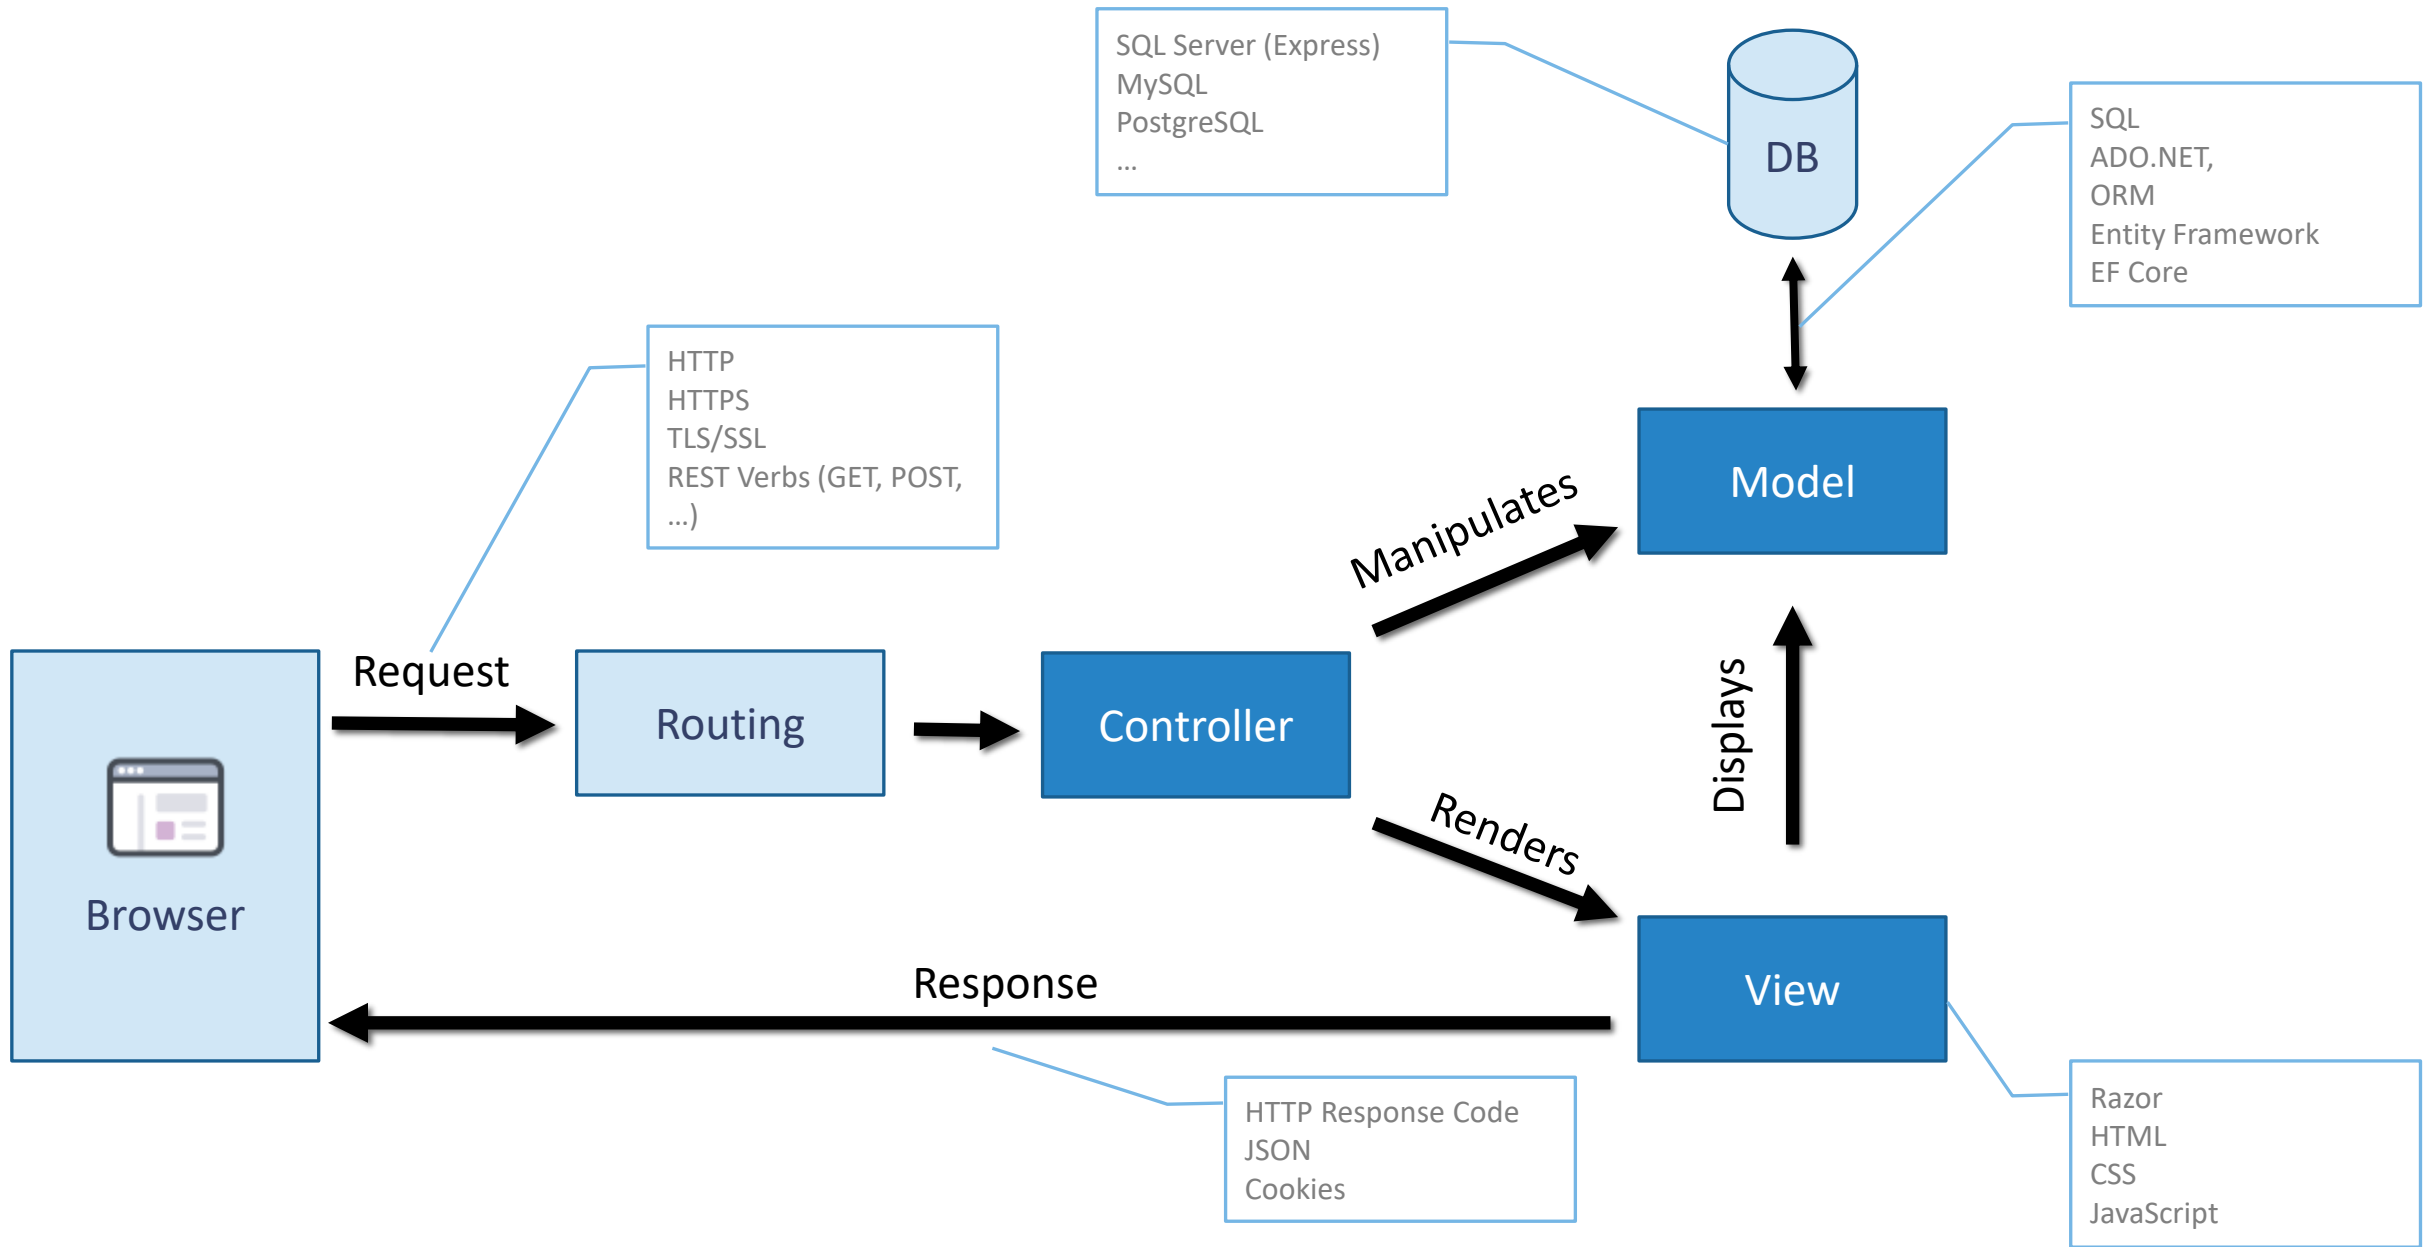 SQL Server (Express)
MySQL
PostgreSQL
...
DB
SQL
ADO.NET,
ORM
Entity Framework
EF Core
HTTP
HTTPS
TLS/SSL
REST Verbs (GET, POST,
...)
Model
Manipulates
Request
Routing
Controller
Displays
Renders
Browser
Response
View
HTTP Response Code
JSON
Cookies
Razor
HTML
CSS
JavaScript